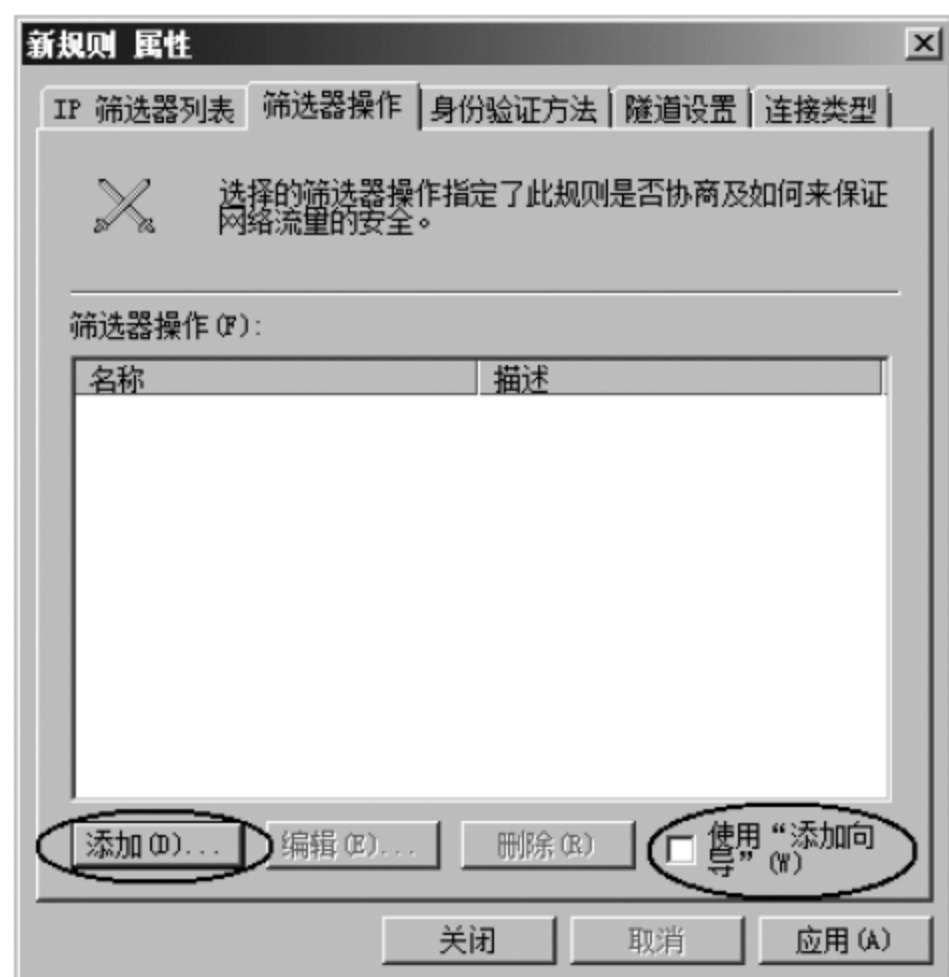 新规则 属性
IP 筛选器列表 筛选器操作 身份验证方法 隧道设置 连接类型
选择的筛选器操作指定了此规则是否协商及如何来保证
网络流量的安全。
筛选器操作(F):
名称 描述
添加(D)... 编辑(E)... 删除(R) 使用“添加向
导”(W)
关闭 取消 应用(A)